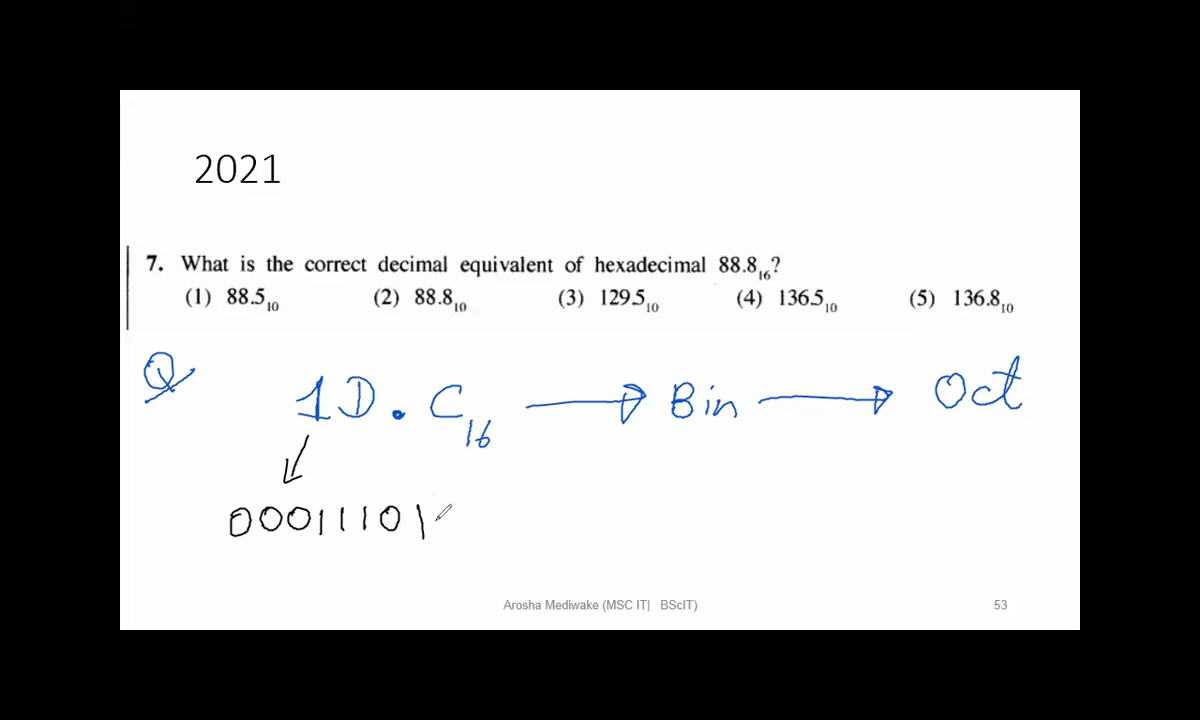 2021
7. What is the correct decimal equivalent of hexadecimal 88.8₁₆?
(1) 88.5₁₀ (2) 88.8₁₀ (3) 129.5₁₀ (4) 136.5₁₀ (5) 136.8₁₀
Q 1D.C₁₆ → Bin → Oct
00011101
Arosha Mediwake (MSC IT| BScIT) 53